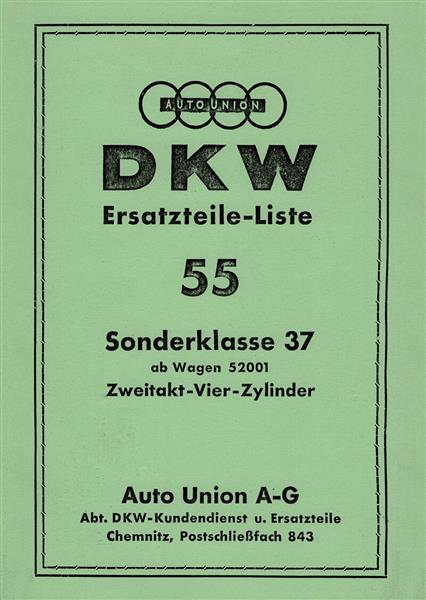 AUTO UNION
DKW
Ersatzteile-Liste
55
Sonderklasse 37
ab Wagen 52001
Zweitakt-Vier-Zylinder
Auto Union A-G
Abt. DKW-Kundendienst u. Ersatzteile
Chemnitz, Postschließfach 843